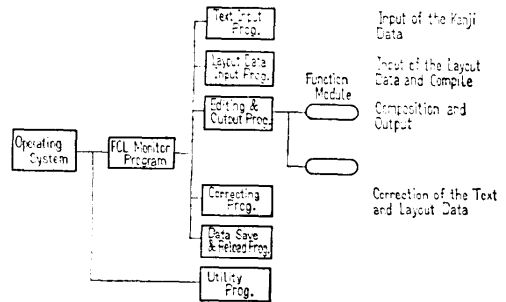 Text Input
Prog.
Input of the Kanji
Data
Layout Data
Input Prog.
Input of the Layout
Data and Compile
Function
Module
Editing &
Output Prog.
Composition and
Output
Operating
System
FCL Monitor
Program
Correcting
Prog.
Correction of the Text
and Layout Data
Data Save
& Reload Prog.
Utility
Prog.